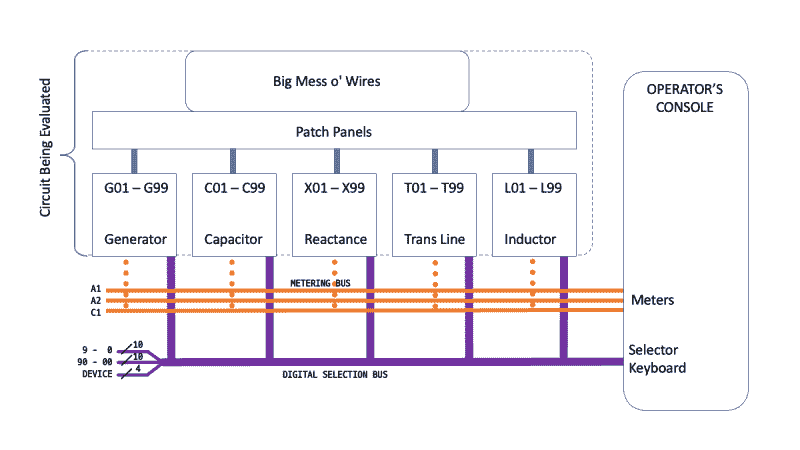 Big Mess o' Wires
OPERATOR'S
CONSOLE
Circuit Being Evaluated
Patch Panels
G01 – G99
C01 – C99
X01 – X99
T01 – T99
L01 – L99
Generator
Capacitor
Reactance
Trans Line
Inductor
METERING BUS
A1
A2
C1
Meters
9 - 0
10
90 - 00
10
DEVICE
4
DIGITAL SELECTION BUS
Selector
Keyboard